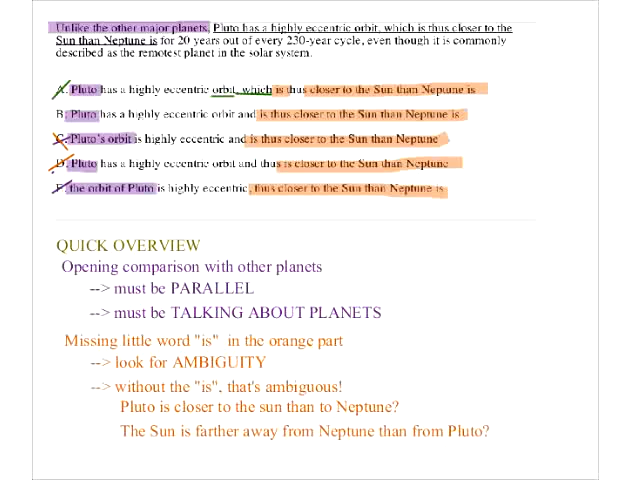 Unlike the other major planets, Pluto has a highly eccentric orbit, which is thus closer to the
Sun than Neptune is for 20 years out of every 230-year cycle, even though it is commonly
described as the remotest planet in the solar system.
A. Pluto has a highly eccentric orbit, which is thus closer to the Sun than Neptune is
B. Pluto has a highly eccentric orbit and is thus closer to the Sun than Neptune is
C. Pluto's orbit is highly eccentric and is thus closer to the Sun than Neptune
D. Pluto has a highly eccentric orbit and thus is closer to the Sun than Neptune
E. the orbit of Pluto is highly eccentric, thus closer to the Sun than Neptune is
QUICK OVERVIEW
Opening comparison with other planets
--> must be PARALLEL
--> must be TALKING ABOUT PLANETS
Missing little word "is" in the orange part
--> look for AMBIGUITY
--> without the "is", that's ambiguous!
Pluto is closer to the sun than to Neptune?
The Sun is farther away from Neptune than from Pluto?